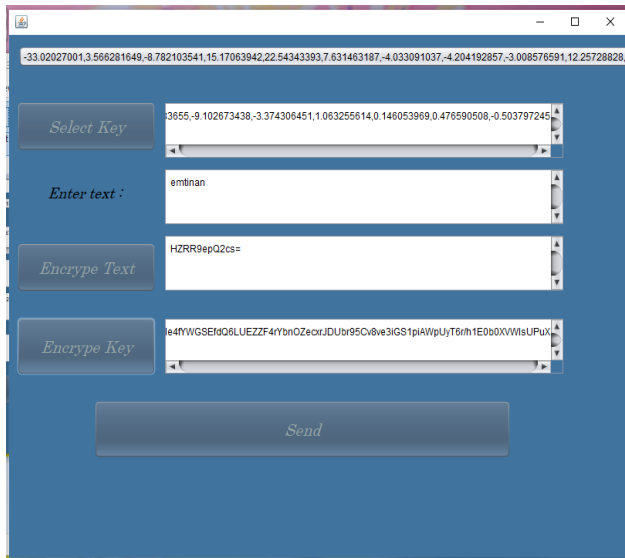 -33.02027001,3.566281649,-8.782103541,15.17063942,22.54343393,7.631463187,-4.033091037,-4.204192857,-3.008576591,12.25728828,
Select Key
33655,-9.102673438,-3.374306451,1.063255614,0.146053969,0.476590508,-0.503797245
Enter text :
emtinan
Encrype Text
HZRR9epQ2cs=
Encrype Key
le4fYWGSEfdQ6LUEZZF4rYbnOZecxrJDUbr95Cv8ve3iGS1piAWpUyT6r/h1E0b0XVWIsUPuX
Send